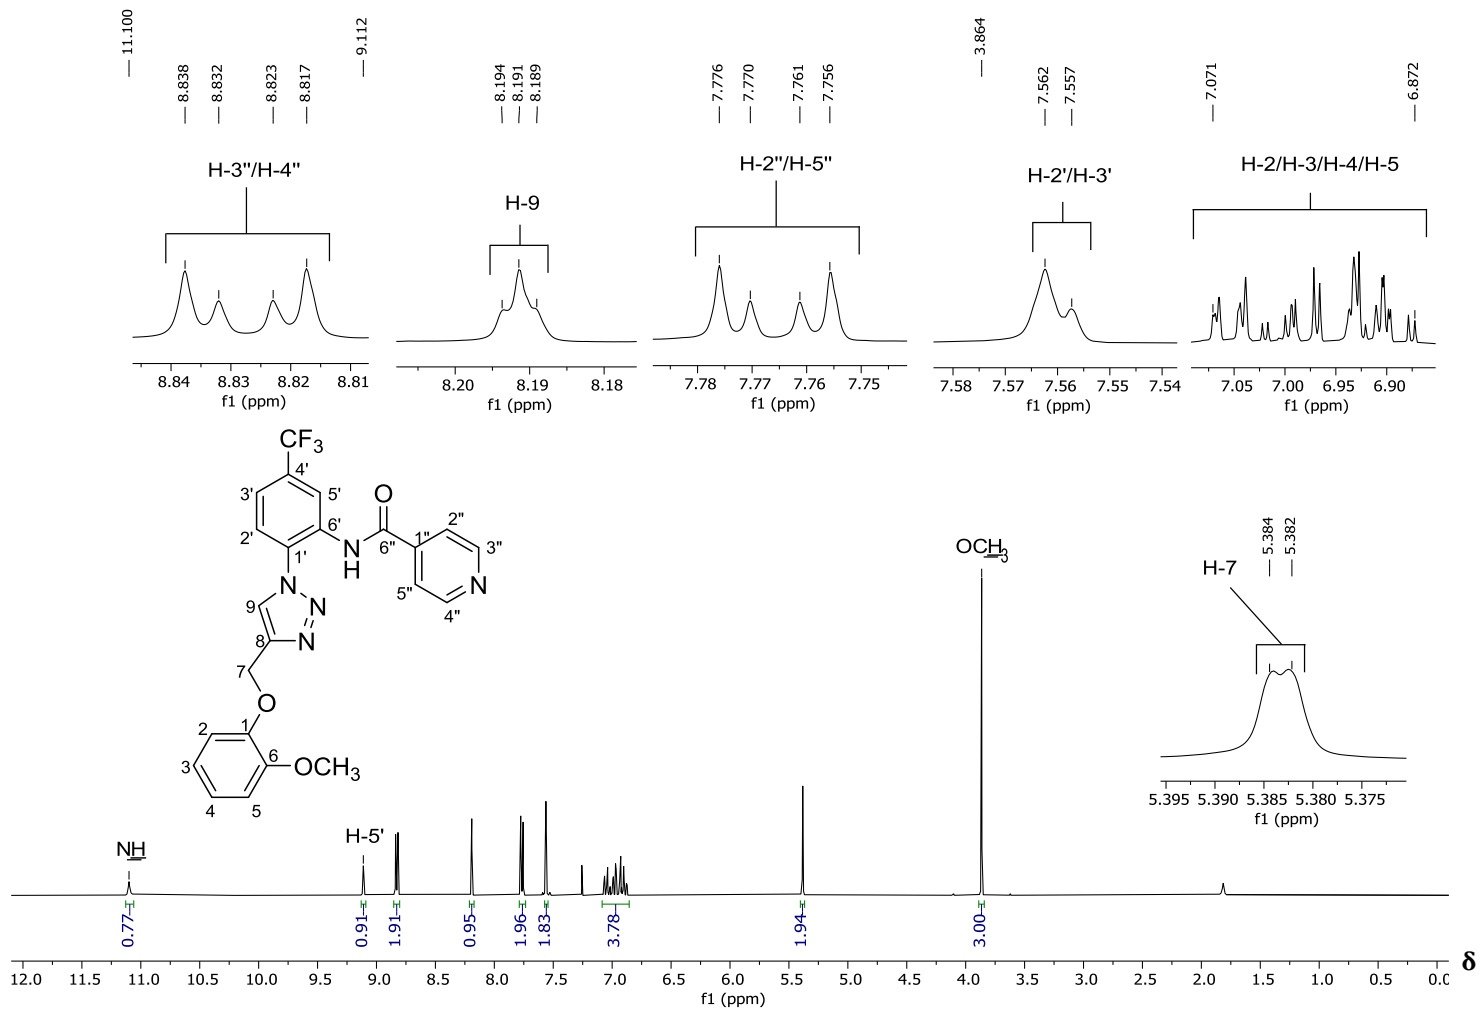 11.100
9.112
3.864
8.838
8.832
8.823
8.817
8.194
8.191
8.189
7.776
7.770
7.761
7.756
7.562
7.557
7.071
6.872
H-3''/H-4''
H-9
H-2''/H-5''
H-2'/H-3'
H-2/H-3/H-4/H-5
8.84 8.83 8.82 8.81
f1 (ppm)
8.20 8.19 8.18
f1 (ppm)
7.78 7.77 7.76 7.75
f1 (ppm)
7.58 7.57 7.56 7.55 7.54
f1 (ppm)
7.05 7.00 6.95 6.90
f1 (ppm)
CF3
4'
3'
5'
O
2'
6'
2''
1'
N
H
6''
1''
3''
N
5''
4''
N
9
N
8
N
7
O
2
1
3
6
OCH3
4
5
OCH3
5.384
5.382
H-7
5.395 5.390 5.385 5.380 5.375
f1 (ppm)
NH
H-5'
0.77
0.91
1.91
0.95
1.96
1.83
3.78
1.94
3.00
12.0 11.5 11.0 10.5 10.0 9.5 9.0 8.5 8.0 7.5 7.0 6.5 6.0 5.5 5.0 4.5 4.0 3.5 3.0 2.5 2.0 1.5 1.0 0.5 0.0
f1 (ppm)
δ